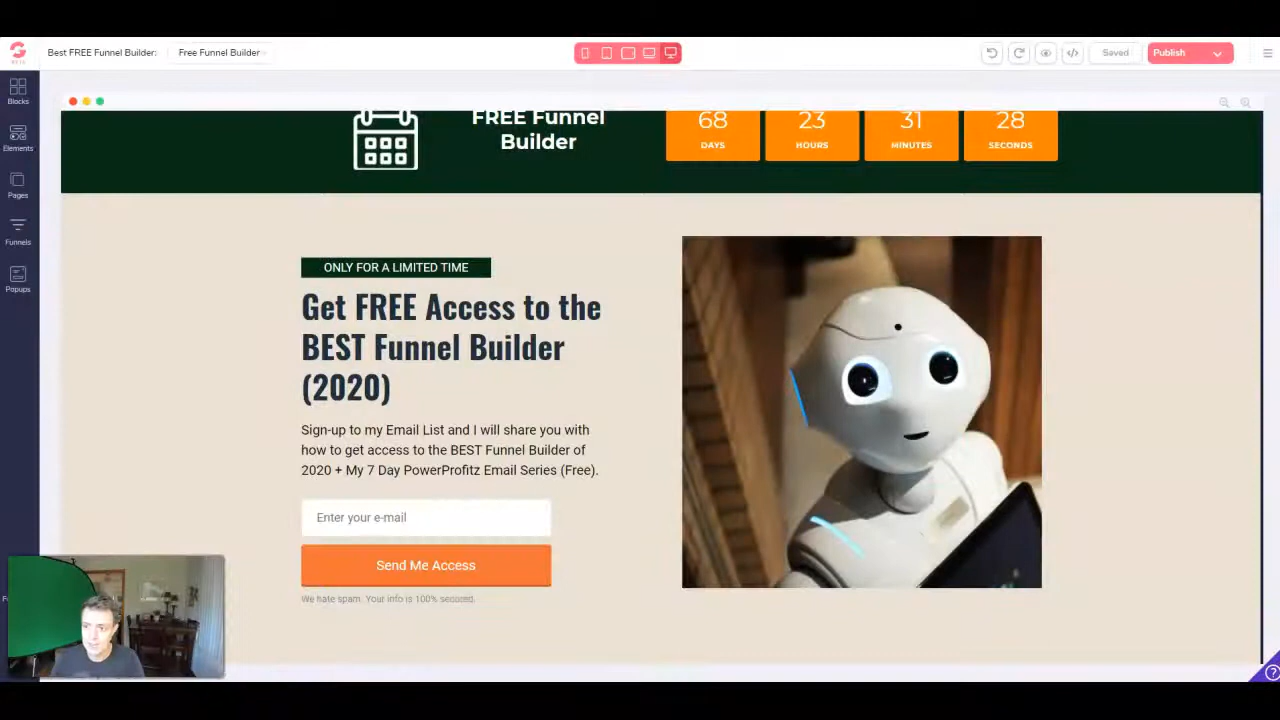 Best FREE Funnel Builder:
Free Funnel Builder
Saved
Publish
Blocks
Elements
Pages
Funnels
Popups
FREE Funnel
Builder
68
DAYS
23
HOURS
31
MINUTES
28
SECONDS
ONLY FOR A LIMITED TIME
Get FREE Access to the
BEST Funnel Builder
(2020)
Sign-up to my Email List and I will share you with
how to get access to the BEST Funnel Builder of
2020 + My 7 Day PowerProfitz Email Series (Free).
Enter your e-mail
Send Me Access
We hate spam. Your info is 100% secured.